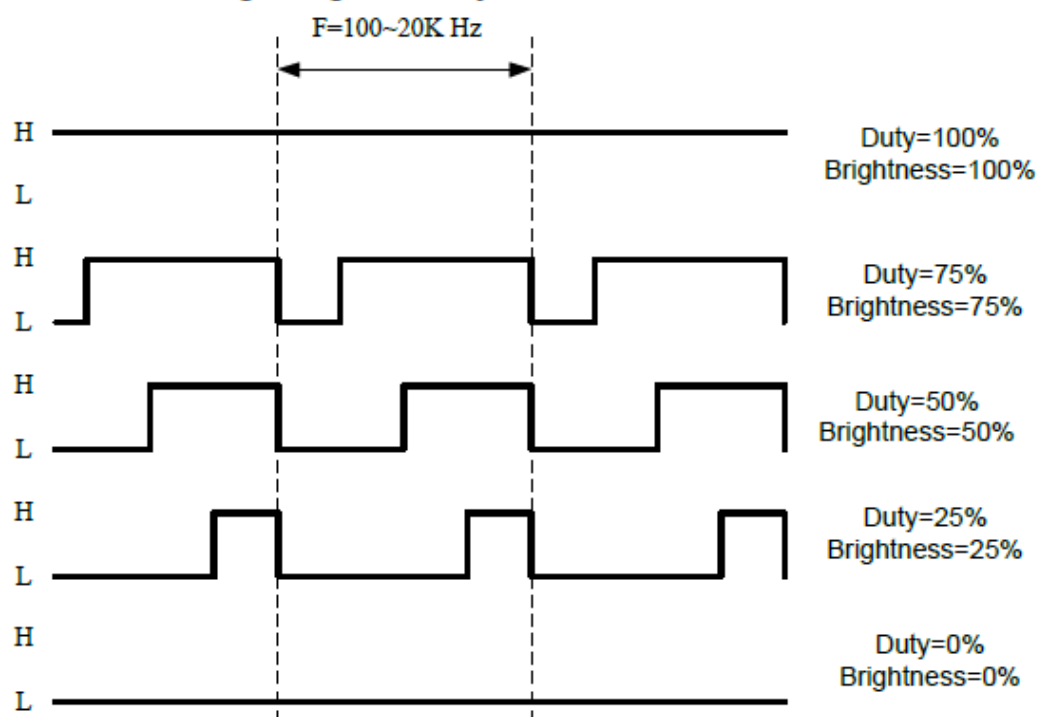 F=100~20K Hz
H
Duty=100%
Brightness=100%
L
H
Duty=75%
Brightness=75%
L
H
Duty=50%
Brightness=50%
L
H
Duty=25%
Brightness=25%
L
H
Duty=0%
Brightness=0%
L